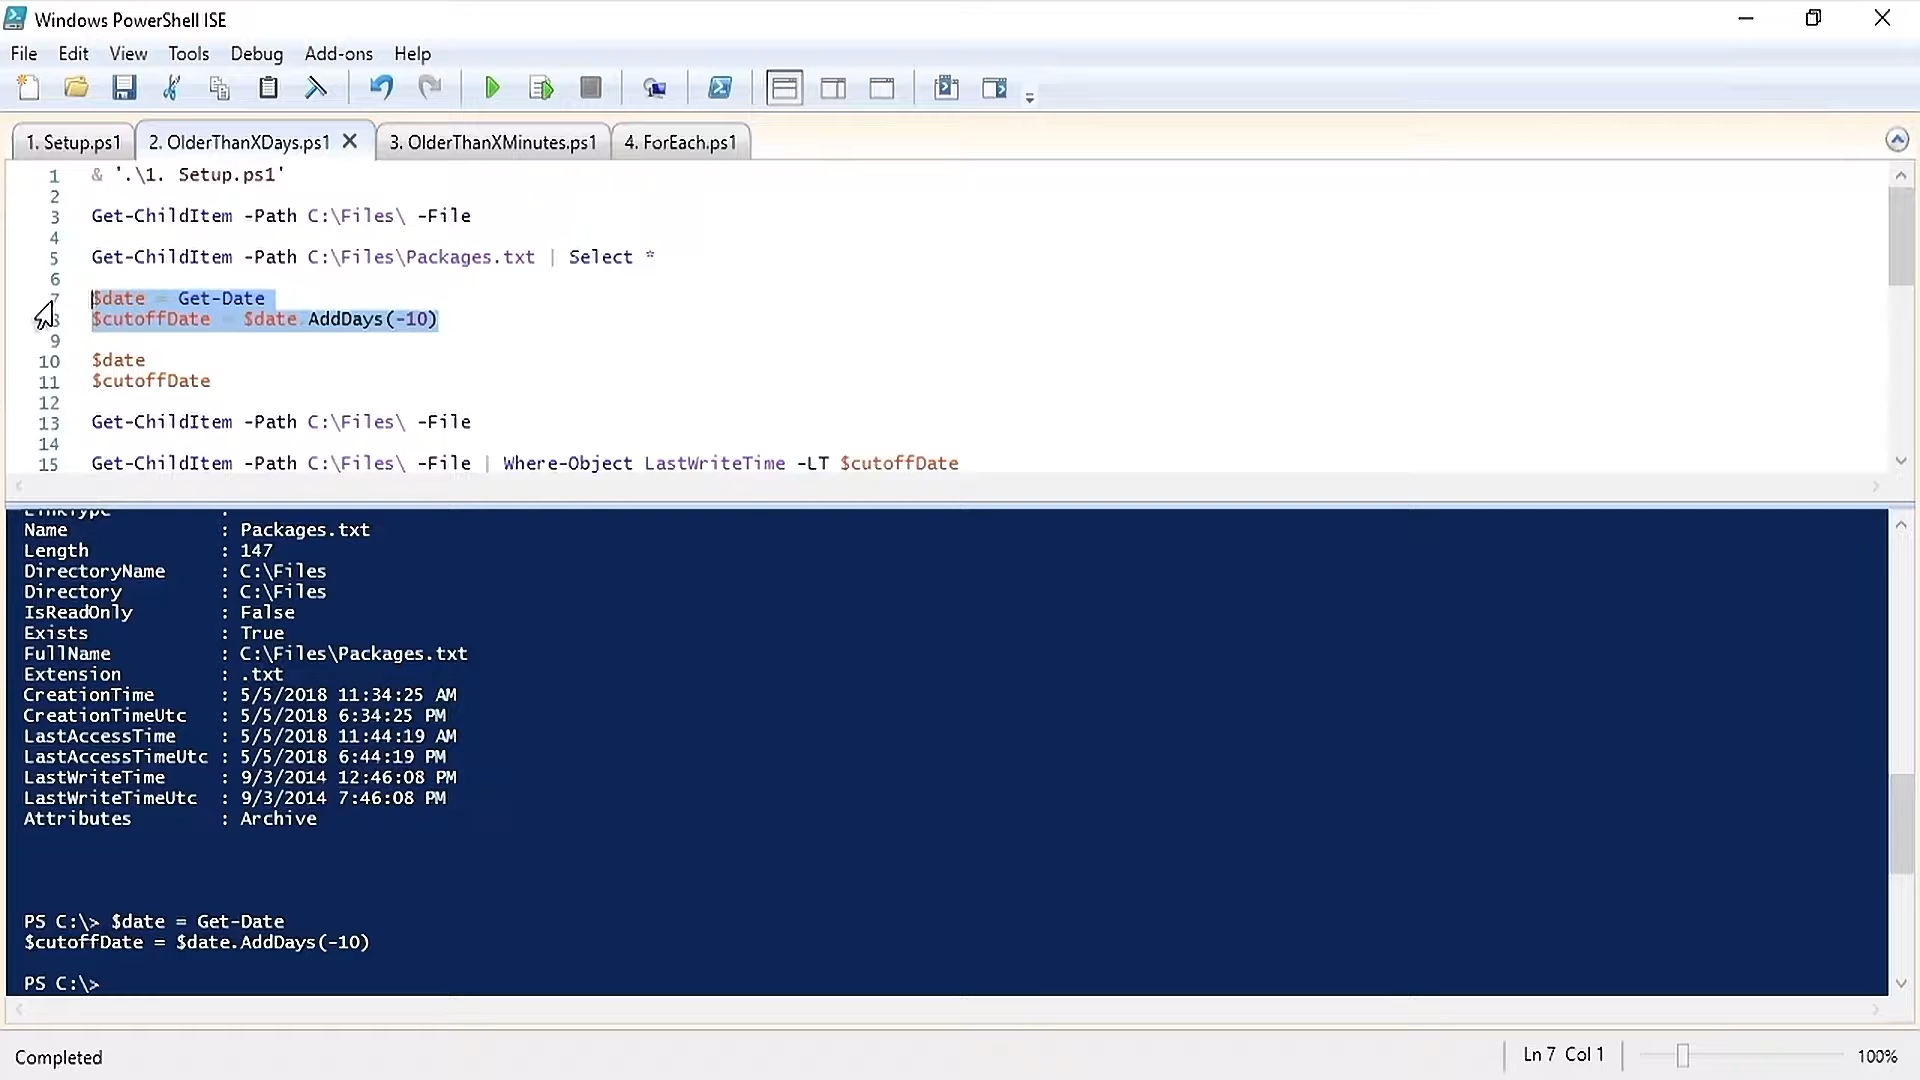 Windows PowerShell ISE
File Edit View Tools Debug Add-ons Help
1. Setup.ps1 2. OlderThanXDays.ps1 3. OlderThanXMinutes.ps1 4. ForEach.ps1
1 & '.\1. Setup.ps1'
2
3 Get-ChildItem -Path C:\Files\ -File
4
5 Get-ChildItem -Path C:\Files\Packages.txt | Select *
6
7 $date = Get-Date
8 $cutoffDate = $date.AddDays(-10)
9
10 $date
11 $cutoffDate
12
13 Get-ChildItem -Path C:\Files\ -File
14
15 Get-ChildItem -Path C:\Files\ -File | Where-Object LastWriteTime -LT $cutoffDate
LinkType :
Name : Packages.txt
Length : 147
DirectoryName : C:\Files
Directory : C:\Files
IsReadOnly : False
Exists : True
FullName : C:\Files\Packages.txt
Extension : .txt
CreationTime : 5/5/2018 11:34:25 AM
CreationTimeUtc : 5/5/2018 6:34:25 PM
LastAccessTime : 5/5/2018 11:44:19 AM
LastAccessTimeUtc : 5/5/2018 6:44:19 PM
LastWriteTime : 9/3/2014 12:46:08 PM
LastWriteTimeUtc : 9/3/2014 7:46:08 PM
Attributes : Archive
PS C:\> $date = Get-Date
$cutoffDate = $date.AddDays(-10)
PS C:\>
Completed
Ln 7 Col 1
100%